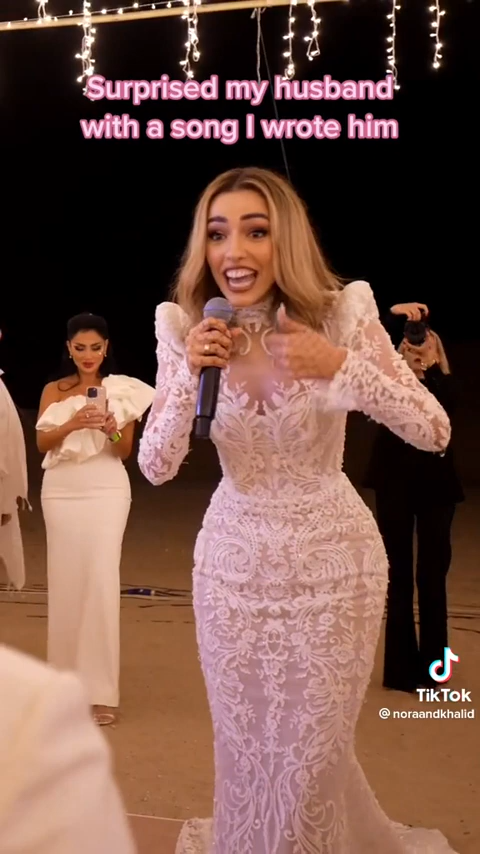 Surprised my husband
with a song I wrote him
TikTok
@noraandkhalid